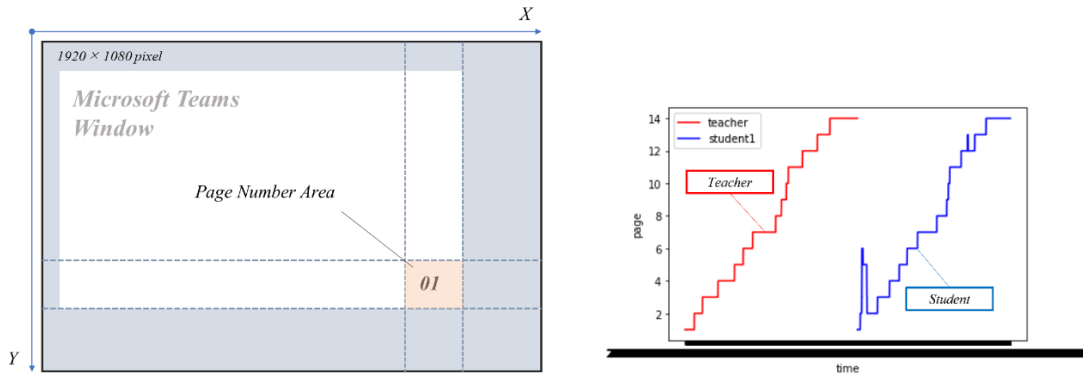 X
1920 × 1080 pixel
Microsoft Teams
Window
Page Number Area
01
Y
14
12
10
8
6
4
2
page
teacher
student1
Teacher
Student
time